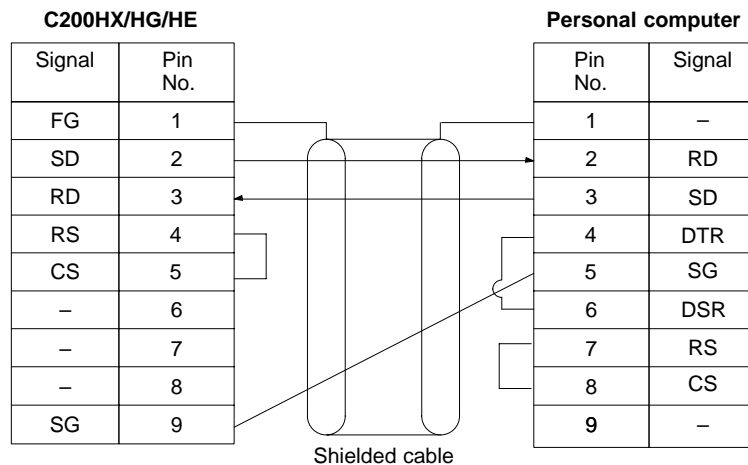 C200HX/HG/HE Personal computer
Signal Pin No. Pin No. Signal
FG 1 1 –
SD 2 2 RD
RD 3 3 SD
RS 4 4 DTR
CS 5 5 SG
– 6 6 DSR
– 7 7 RS
– 8 8 CS
SG 9 9 –
Shielded cable